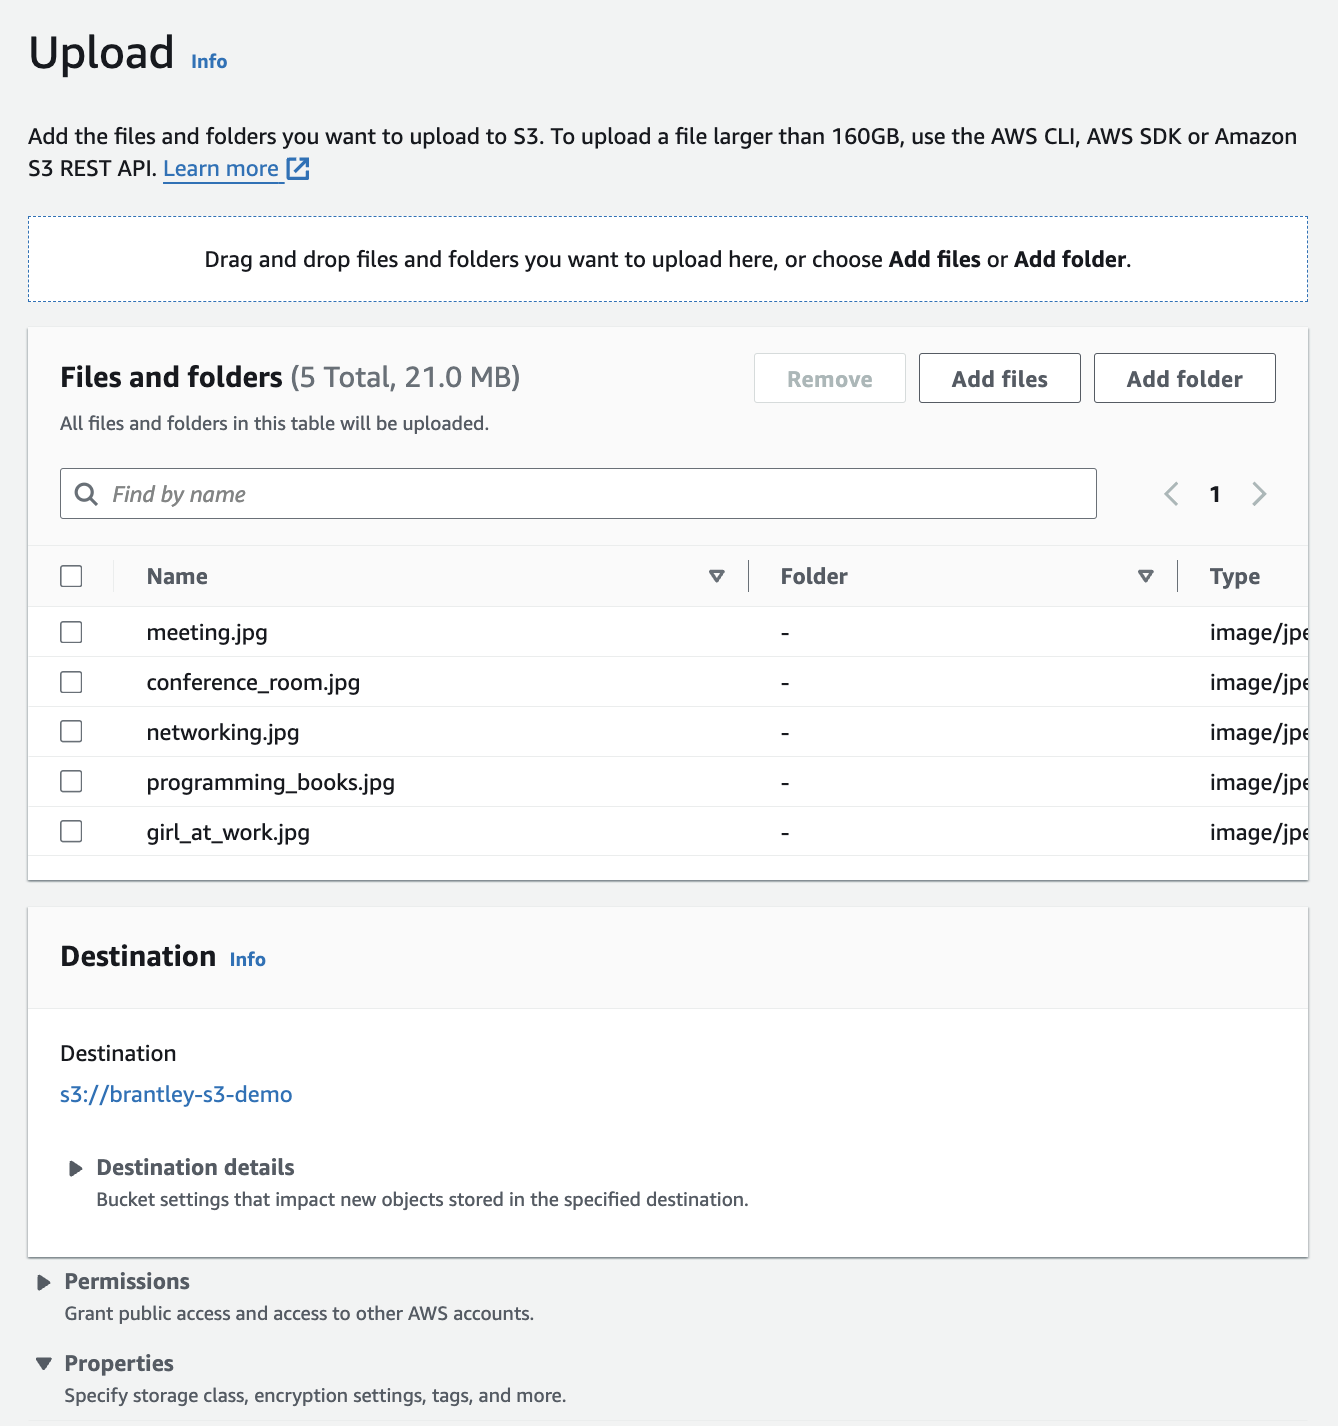 Upload Info
Add the files and folders you want to upload to S3. To upload a file larger than 160GB, use the AWS CLI, AWS SDK or Amazon
S3 REST API. Learn more
Drag and drop files and folders you want to upload here, or choose Add files or Add folder.
Files and folders (5 Total, 21.0 MB) Remove Add files Add folder
All files and folders in this table will be uploaded.
Find by name 1
Name Folder Type
meeting.jpg - image/jpe
conference_room.jpg - image/jpe
networking.jpg - image/jpe
programming_books.jpg - image/jpe
girl_at_work.jpg - image/jpe
Destination Info
Destination
s3://brantley-s3-demo
Destination details
Bucket settings that impact new objects stored in the specified destination.
Permissions
Grant public access and access to other AWS accounts.
Properties
Specify storage class, encryption settings, tags, and more.